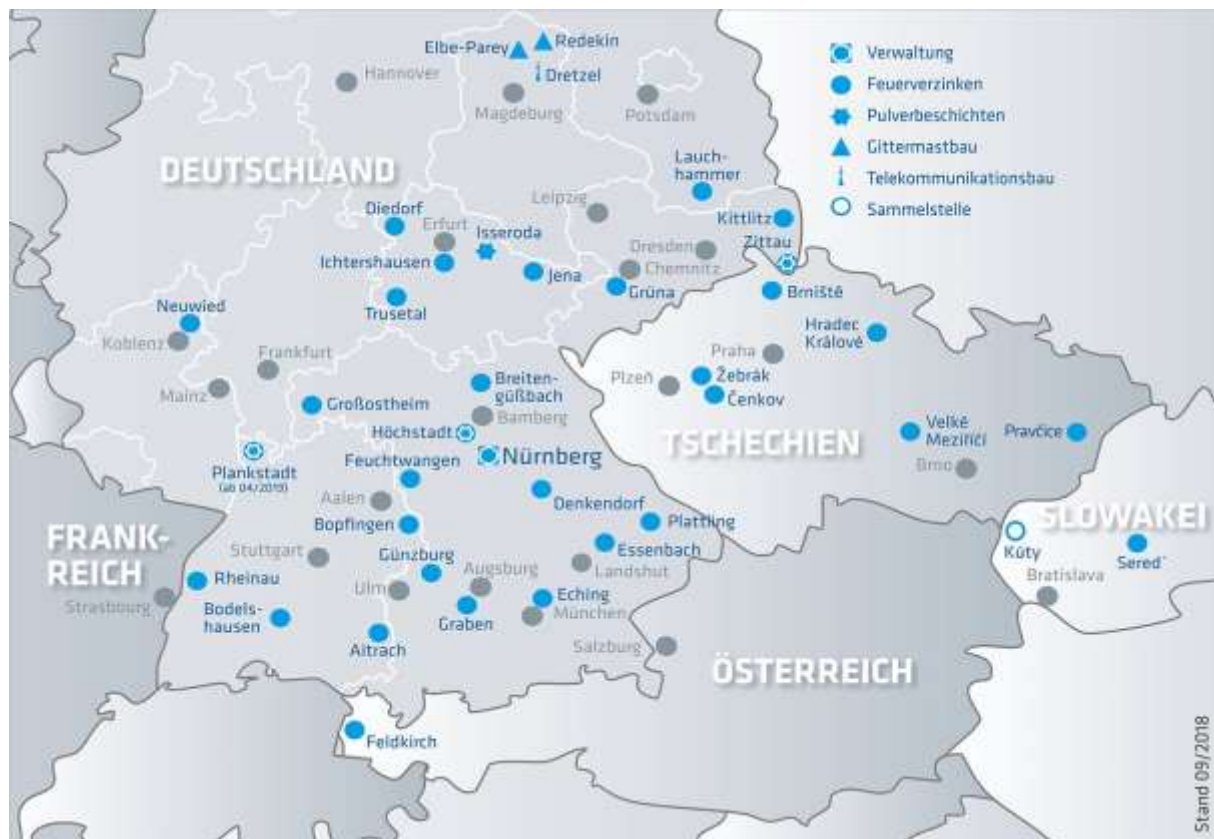 Elbe-Parey
Redekin
Dretzel
Hannover
Magdeburg
Potsdam
Verwaltung
Feuerverzinken
Pulverbeschichten
Gittermastbau
Telekommunikationsbau
Sammelstelle
DEUTSCHLAND
Lauch-
hammer
Leipzig
Kittlitz
Diedorf
Erfurt
Isseroda
Dresden
Zittau
Ichtershausen
Jena
Chemnitz
Grüna
Brniště
Trusetal
Neuwied
Koblenz
Hradec
Králové
Frankfurt
Praha
Mainz
Breiten-
güßbach
Plzeň
Žebrák
Čenkov
Großostheim
Bamberg
Höchstadt
TSCHECHIEN
Velké
Meziříčí
Pravčice
Nürnberg
Feuchtwangen
Brno
Plankstadt
(ab 04/2019)
Aalen
Denkendorf
Bopfingen
Plattling
FRANK-
REICH
SLOWAKEI
Stuttgart
Günzburg
Essenbach
Kúty
Sereď
Landshut
Augsburg
Ulm
Bratislava
Rheinau
Strasbourg
Eching
München
Bodels-
hausen
Graben
Aitrach
Salzburg
ÖSTERREICH
Feldkirch
Stand 09/2018